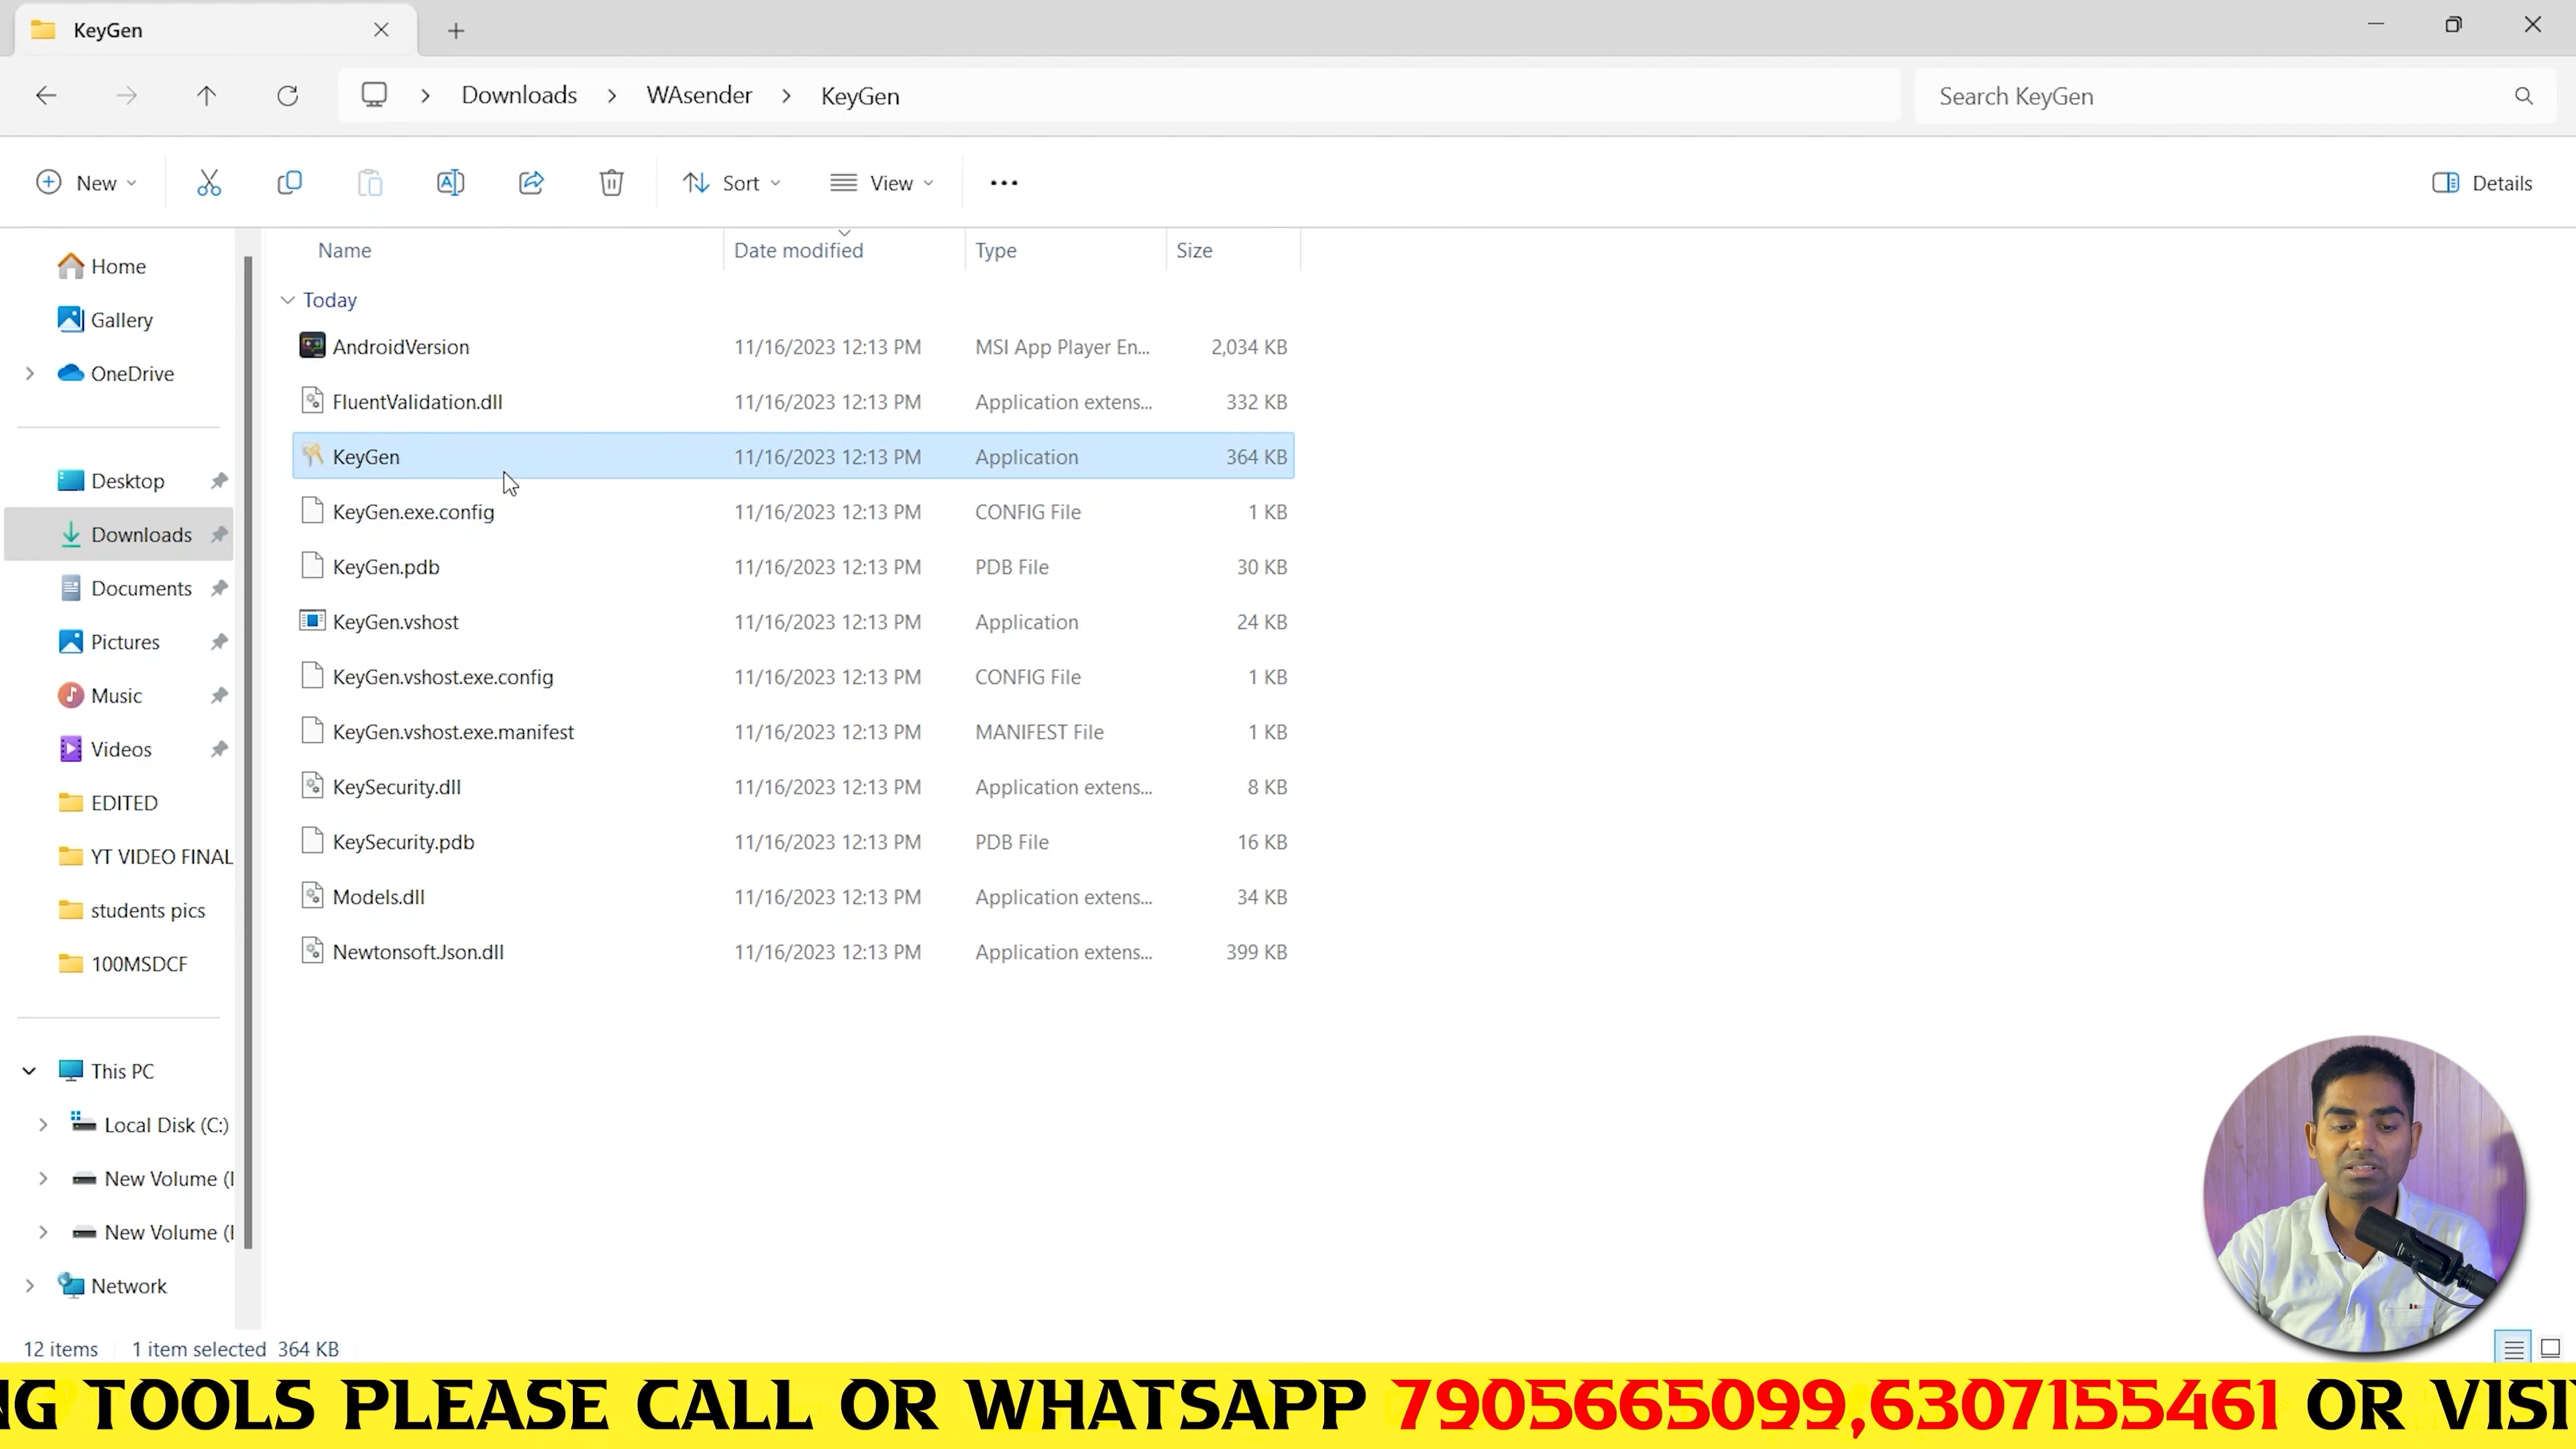 KeyGen
Downloads > WAsender > KeyGen
Search KeyGen
New
Sort
View
Details
Name Date modified Type Size
Today
AndroidVersion 11/16/2023 12:13 PM MSI App Player En... 2,034 KB
FluentValidation.dll 11/16/2023 12:13 PM Application extens... 332 KB
KeyGen 11/16/2023 12:13 PM Application 364 KB
KeyGen.exe.config 11/16/2023 12:13 PM CONFIG File 1 KB
KeyGen.pdb 11/16/2023 12:13 PM PDB File 30 KB
KeyGen.vshost 11/16/2023 12:13 PM Application 24 KB
KeyGen.vshost.exe.config 11/16/2023 12:13 PM CONFIG File 1 KB
KeyGen.vshost.exe.manifest 11/16/2023 12:13 PM MANIFEST File 1 KB
KeySecurity.dll 11/16/2023 12:13 PM Application extens... 8 KB
KeySecurity.pdb 11/16/2023 12:13 PM PDB File 16 KB
Models.dll 11/16/2023 12:13 PM Application extens... 34 KB
Newtonsoft.Json.dll 11/16/2023 12:13 PM Application extens... 399 KB
Home
Gallery
OneDrive
Desktop
Downloads
Documents
Pictures
Music
Videos
EDITED
YT VIDEO FINAL
students pics
100MSDCF
This PC
Local Disk (C:)
New Volume (
New Volume (
Network
12 items 1 item selected 364 KB
NG TOOLS PLEASE CALL OR WHATSAPP 7905665099,6307155461 OR VISI